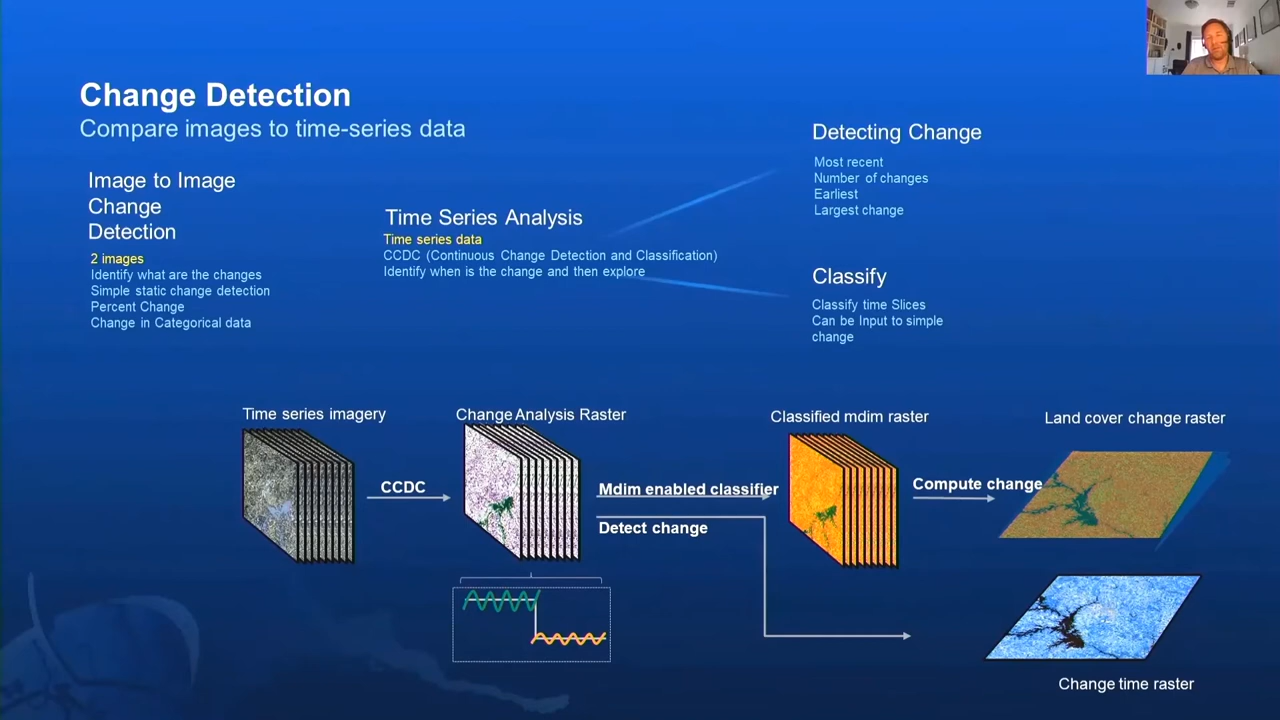 Change Detection
Compare images to time-series data
Image to Image
Change
Detection
2 images
Identify what are the changes
Simple static change detection
Percent Change
Change in Categorical data
Time Series Analysis
Time series data
CCDC (Continuous Change Detection and Classification)
Identify when is the change and then explore
Detecting Change
Most recent
Number of changes
Earliest
Largest change
Classify
Classify time Slices
Can be Input to simple
change
Time series imagery
CCDC
Change Analysis Raster
Mdim enabled classifier
Detect change
Classified mdim raster
Compute change
Land cover change raster
Change time raster